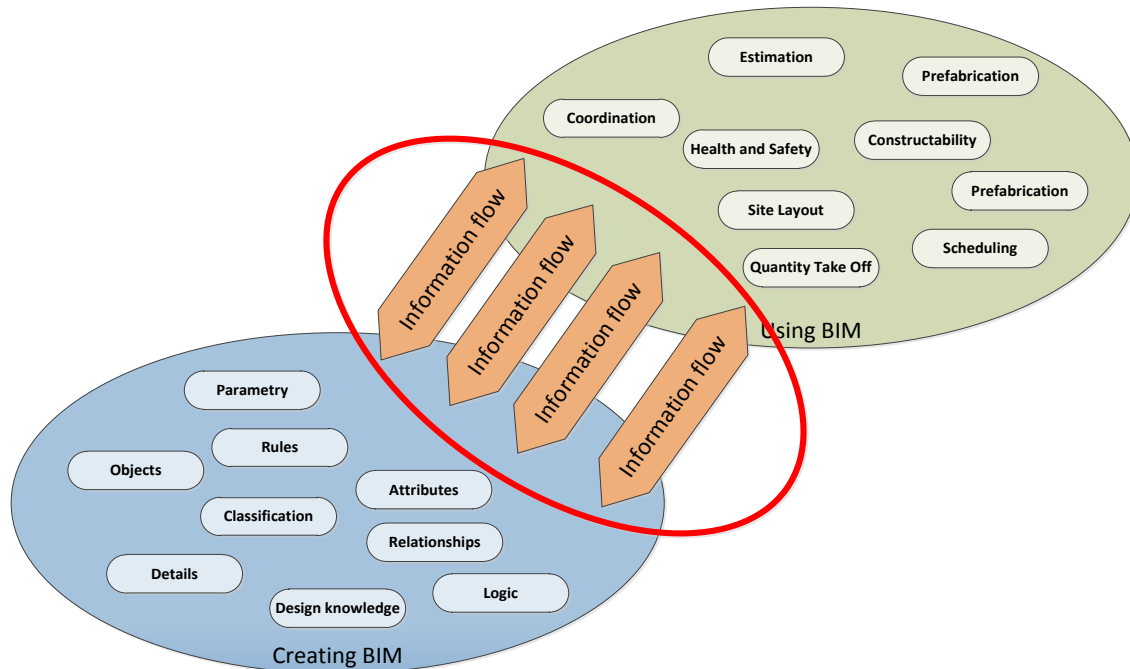 Estimation
Prefabrication
Coordination
Health and Safety
Constructability
Prefabrication
Site Layout
Scheduling
Quantity Take Off
Using BIM
Information flow
Information flow
Information flow
Information flow
Parametry
Rules
Objects
Attributes
Classification
Relationships
Details
Logic
Design knowledge
Creating BIM